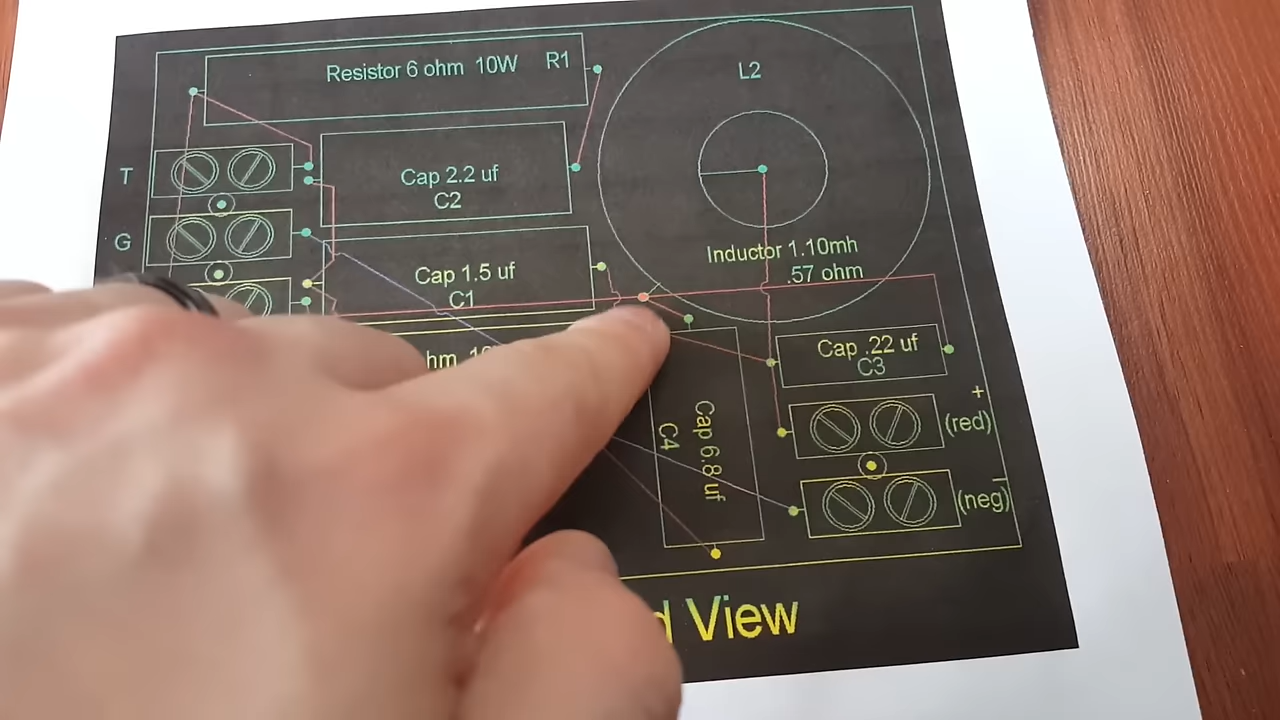 Resistor 6 ohm 10W R1
L2
T
Cap 2.2 uf
C2
G
Inductor 1.10mh
.57 ohm
Cap 1.5 uf
C1
hm
Cap .22 uf
C3
+
(red)
Cap 6.8 uf
C4
-
(neg)
d View